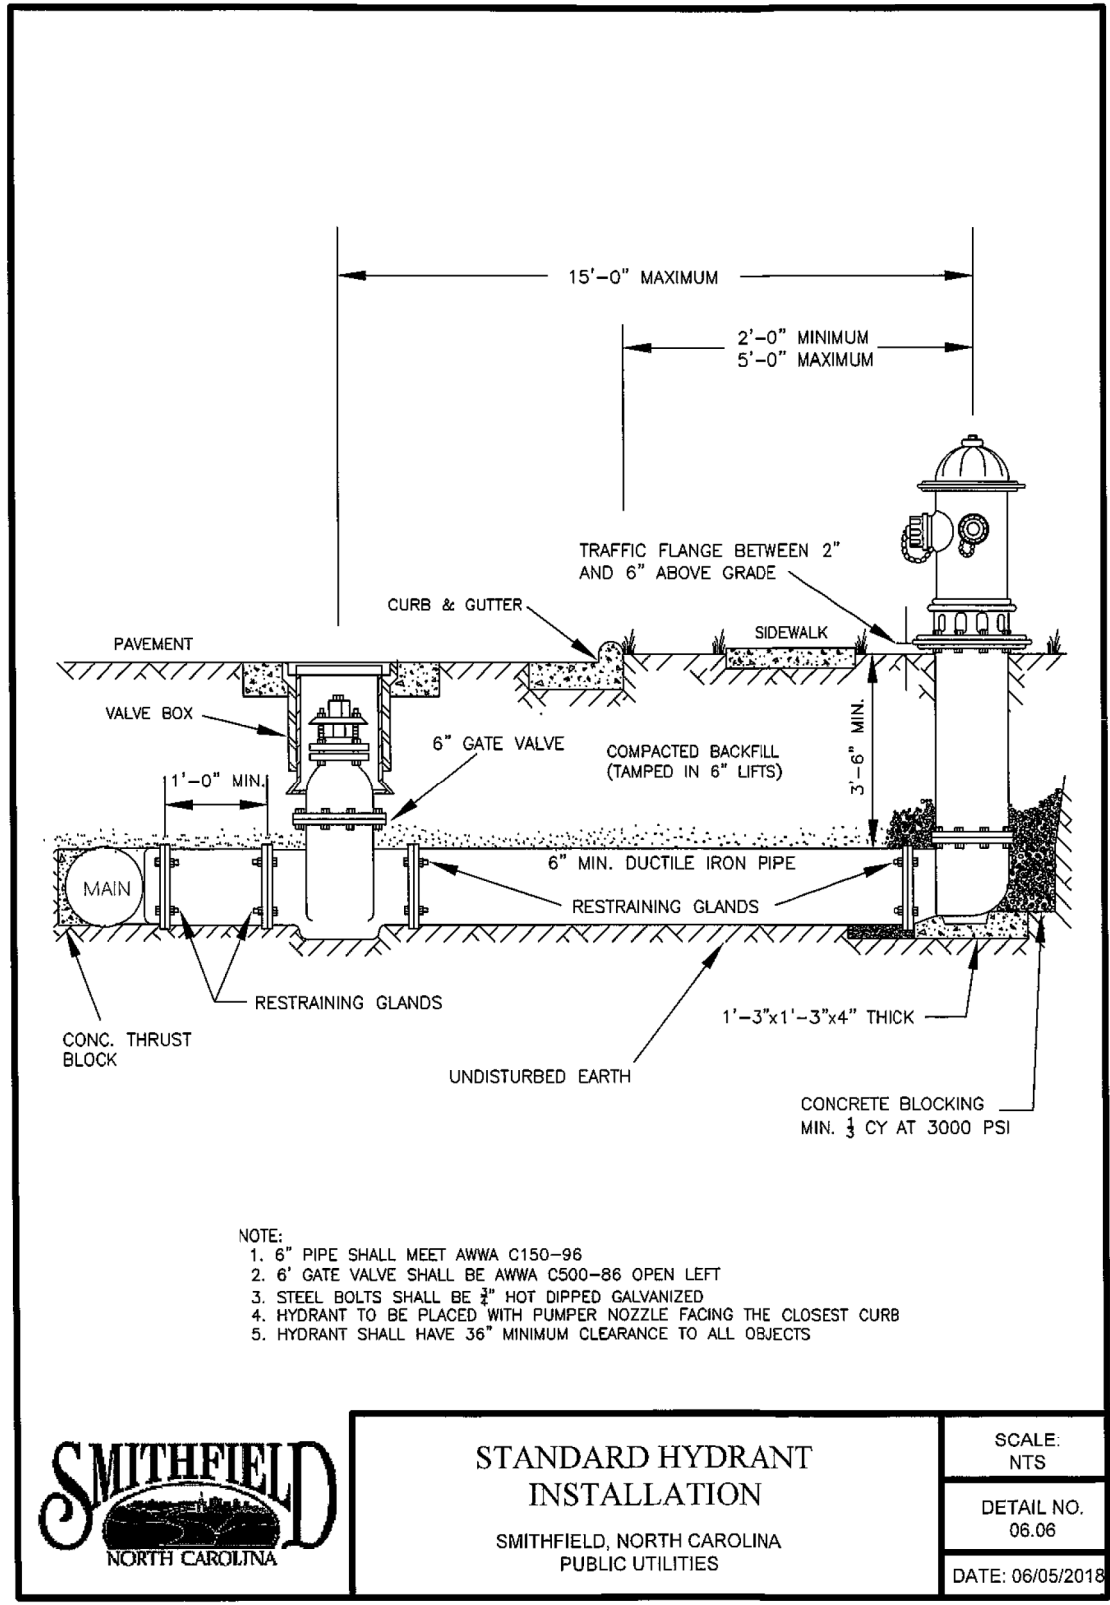 15'-0" MAXIMUM
2'-0" MINIMUM
5'-0" MAXIMUM
TRAFFIC FLANGE BETWEEN 2"
AND 6" ABOVE GRADE
CURB & GUTTER
PAVEMENT
SIDEWALK
VALVE BOX
6" GATE VALVE
COMPACTED BACKFILL
(TAMPED IN 6" LIFTS)
3'-6" MIN.
1'-0" MIN.
MAIN
6" MIN. DUCTILE IRON PIPE
RESTRAINING GLANDS
RESTRAINING GLANDS
1'-3"x1'-3"x4" THICK
CONC. THRUST
BLOCK
UNDISTURBED EARTH
CONCRETE BLOCKING
MIN. 1/3 CY AT 3000 PSI
NOTE:
1. 6" PIPE SHALL MEET AWWA C150-96
2. 6' GATE VALVE SHALL BE AWWA C500-86 OPEN LEFT
3. STEEL BOLTS SHALL BE 3/4" HOT DIPPED GALVANIZED
4. HYDRANT TO BE PLACED WITH PUMPER NOZZLE FACING THE CLOSEST CURB
5. HYDRANT SHALL HAVE 36" MINIMUM CLEARANCE TO ALL OBJECTS
SMITHFIELD
NORTH CAROLINA
STANDARD HYDRANT
INSTALLATION
SMITHFIELD, NORTH CAROLINA
PUBLIC UTILITIES
SCALE:
NTS
DETAIL NO.
06.06
DATE: 06/05/2018